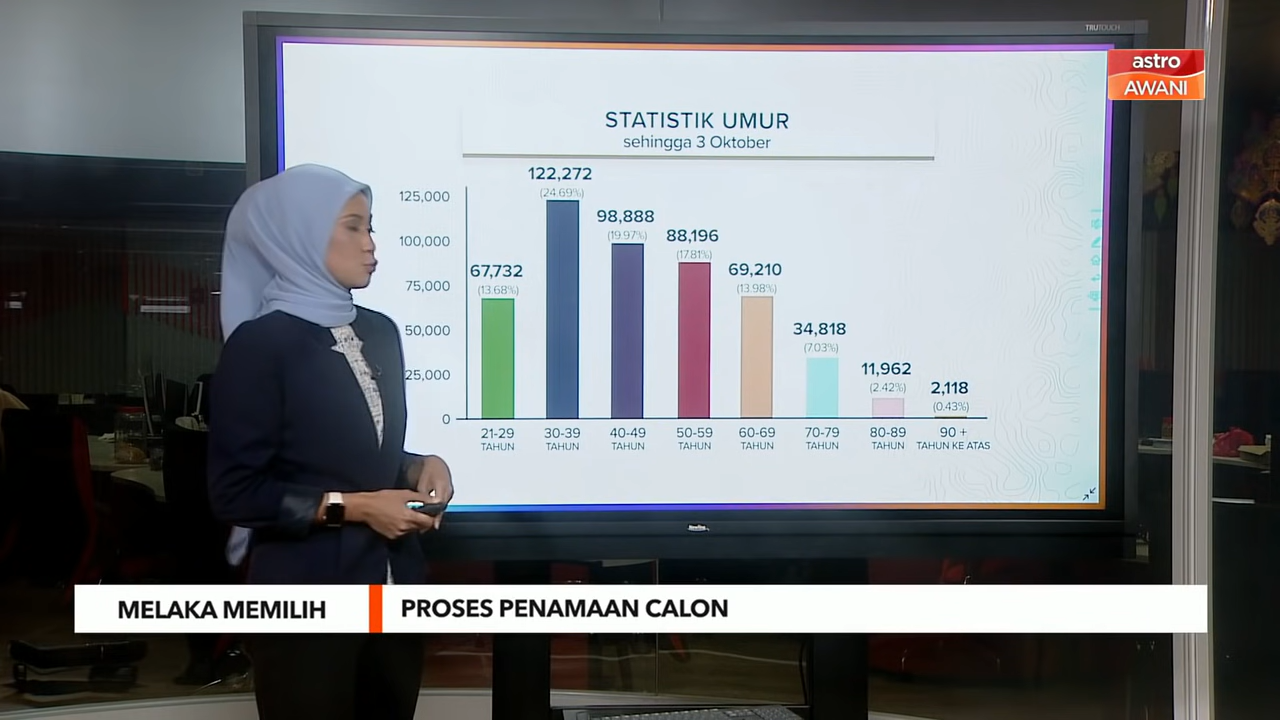 TRUTOUCH
astro
AWANI
STATISTIK UMUR
sehingga 3 Oktober
125,000
100,000
75,000
50,000
25,000
0
67,732
(13.68%)
122,272
(24.69%)
98,888
(19.97%)
88,196
(17.81%)
69,210
(13.98%)
34,818
(7.03%)
11,962
(2.42%)
2,118
(0.43%)
21-29
TAHUN
30-39
TAHUN
40-49
TAHUN
50-59
TAHUN
60-69
TAHUN
70-79
TAHUN
80-89
TAHUN
90 +
TAHUN KE ATAS
MELAKA MEMILIH
PROSES PENAMAAN CALON